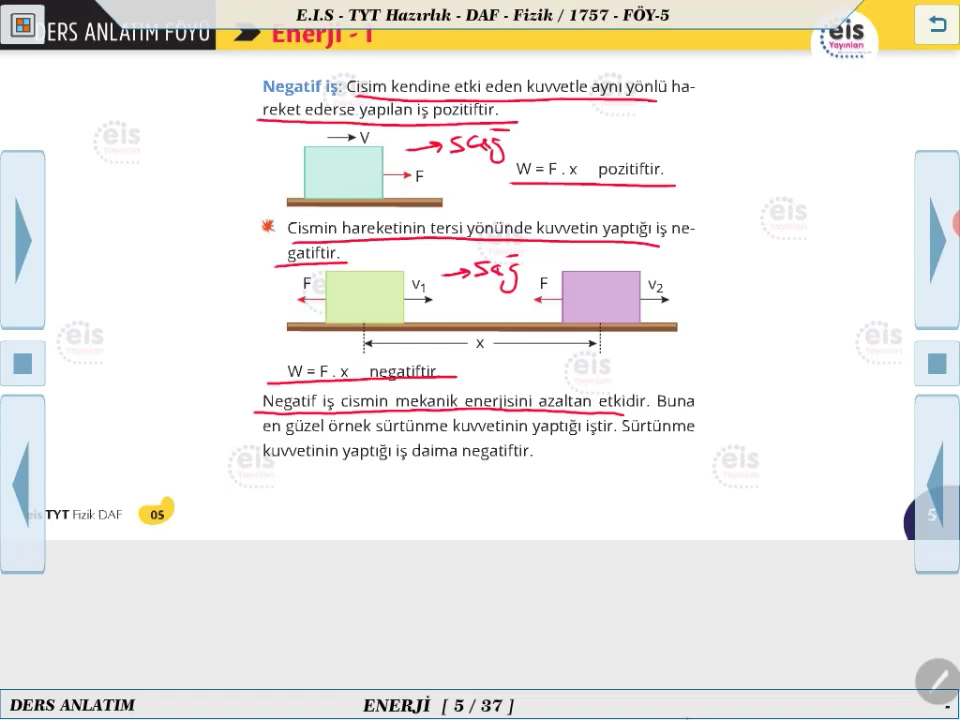 E.I.S - TYT Hazırlık - DAF - Fizik / 1757 - FÖY-5
DERS ANLATIM FÖYÜ
Enerji - I
eis
Yayınları
Negatif iş: Cisim kendine etki eden kuvvetle aynı yönlü ha-
reket ederse yapılan iş pozitiftir.
V
sağ
F
W = F . x pozitiftir.
Cismin hareketinin tersi yönünde kuvvetin yaptığı iş ne-
gatiftir.
sağ
F v1 F v2
x
W = F . x negatiftir.
Negatif iş cismin mekanik enerjisini azaltan etkidir. Buna
en güzel örnek sürtünme kuvvetinin yaptığı iştir. Sürtünme
kuvvetinin yaptığı iş daima negatiftir.
eis TYT Fizik DAF 05
5
DERS ANLATIM ENERJİ [ 5 / 37 ] -